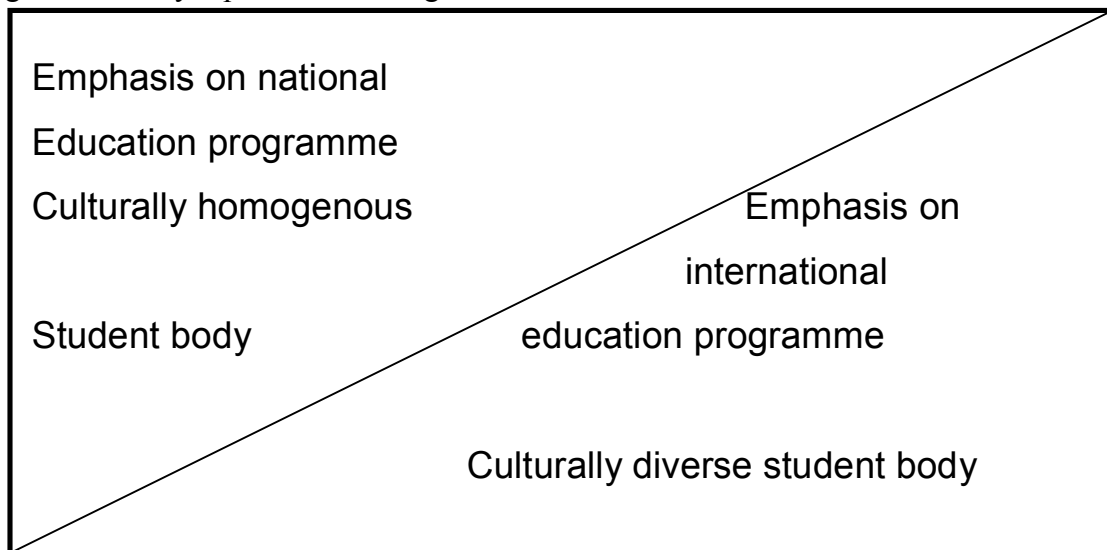 Emphasis on national
Education programme
Culturally homogenous
Student body
Emphasis on
international
education programme
Culturally diverse student body